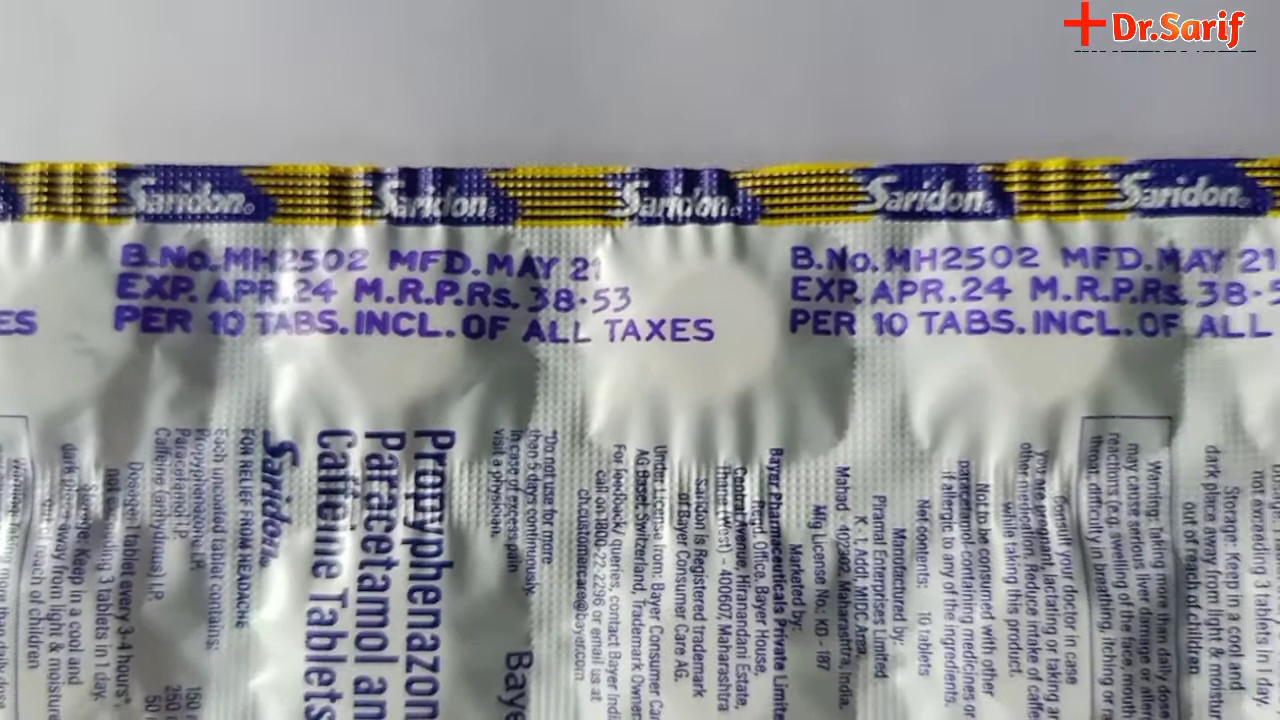 Dr.Sarif
Saridon Saridon Saridon Saridon Saridon
B.No.MH2502 MFD.MAY 21
EXP. APR.24 M.R.P.Rs. 38·53
PER 10 TABS.INCL.OF ALL TAXES
B.No.MH2502 MFD.MAY 21
EXP. APR.24 M.R.P.Rs. 38·5
PER 10 TABS.INCL.OF ALL
ES
Propyphenazon
Paracetamol an
Caffeine Tablets
Saridon
FOR RELIEF FROM HEADACHE
Each uncoated tablet contains:
Propyphenazone I.P.
Paracetamol I.P.
Caffeine (anhydrous) I.P.
150
250
50
Dosage: 1 tablet every 3-4 hours*,
not exceeding 3 tablets in 1 day.
Storage: Keep in a cool and
dark place away from light & moisture
out of reach of children
*Do not use for more
than 5 days continuously.
In case of excess pain
visit a physician.
Baye
Bayer Pharmaceuticals Private Limite
Regd. Office, Bayer House,
Central Avenue, Hiranandani Estate,
Thane (West) - 400607, Maharashtra
Saridon is Registered trademark
of Bayer Consumer Care AG.
Under License from: Bayer Consumer Car
AG Basel, Switzerland, Trademark Owner
For feedback/ queries, contact Bayer Indi
call on 1800-22-2296 or email us at
ch.customercare@bayer.com
Net contents: 10 tablets
Manufactured by:
Piramal Enterprises Limited
K-1, Addl. MIDC Area,
Mahad - 402302, Maharashtra, India.
Mfg License No.: KD - 187
Marketed by:
Warning: Taking more than daily dose
may cause serious liver damage or aller
reactions (e.g. swelling of the face, mouth
throat, difficulty in breathing, itching or r
Consult your doctor in case
you are pregnant, lactating or taking an
other medication. Reduce intake of caffe
while taking this product.
Not to be consumed with other
paracetamol containing medicines or
if allergic to any of the ingredients.
not exceeding 3 tablets in 1 day.
Storage: Keep in a cool and
dark place away from light & moistur
out of reach of children